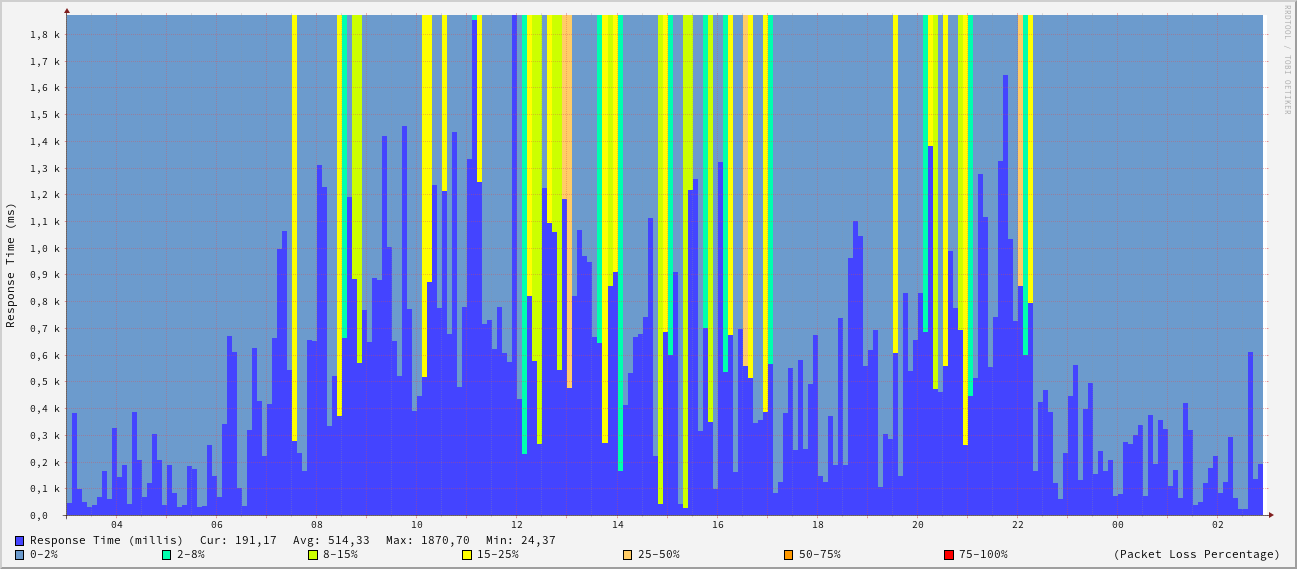 RRDTOOL / TOBI OETIKER
Response Time (ms)
1,8 k
1,7 k
1,6 k
1,5 k
1,4 k
1,3 k
1,2 k
1,1 k
1,0 k
0,9 k
0,8 k
0,7 k
0,6 k
0,5 k
0,4 k
0,3 k
0,2 k
0,1 k
0,0
04 06 08 10 12 14 16 18 20 22 00 02
Response Time (millis) Cur: 191,17 Avg: 514,33 Max: 1870,70 Min: 24,37
0-2% 2-8% 8-15% 15-25% 25-50% 50-75% 75-100% (Packet Loss Percentage)